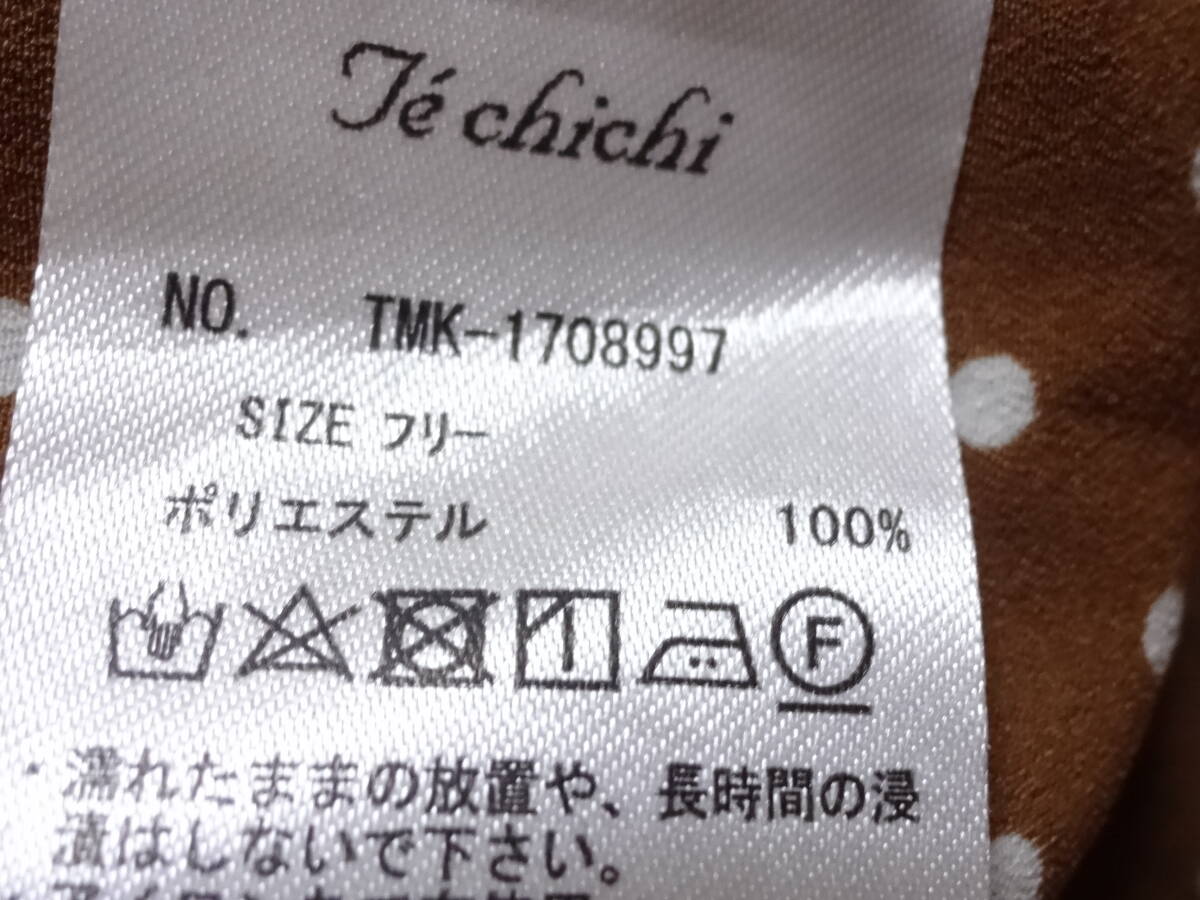 Té chichi
NO. TMK-1708997
SIZE フリー
ポリエステル 100%
F
・濡れたままの放置や、長時間の浸
漬はしないで下さい。